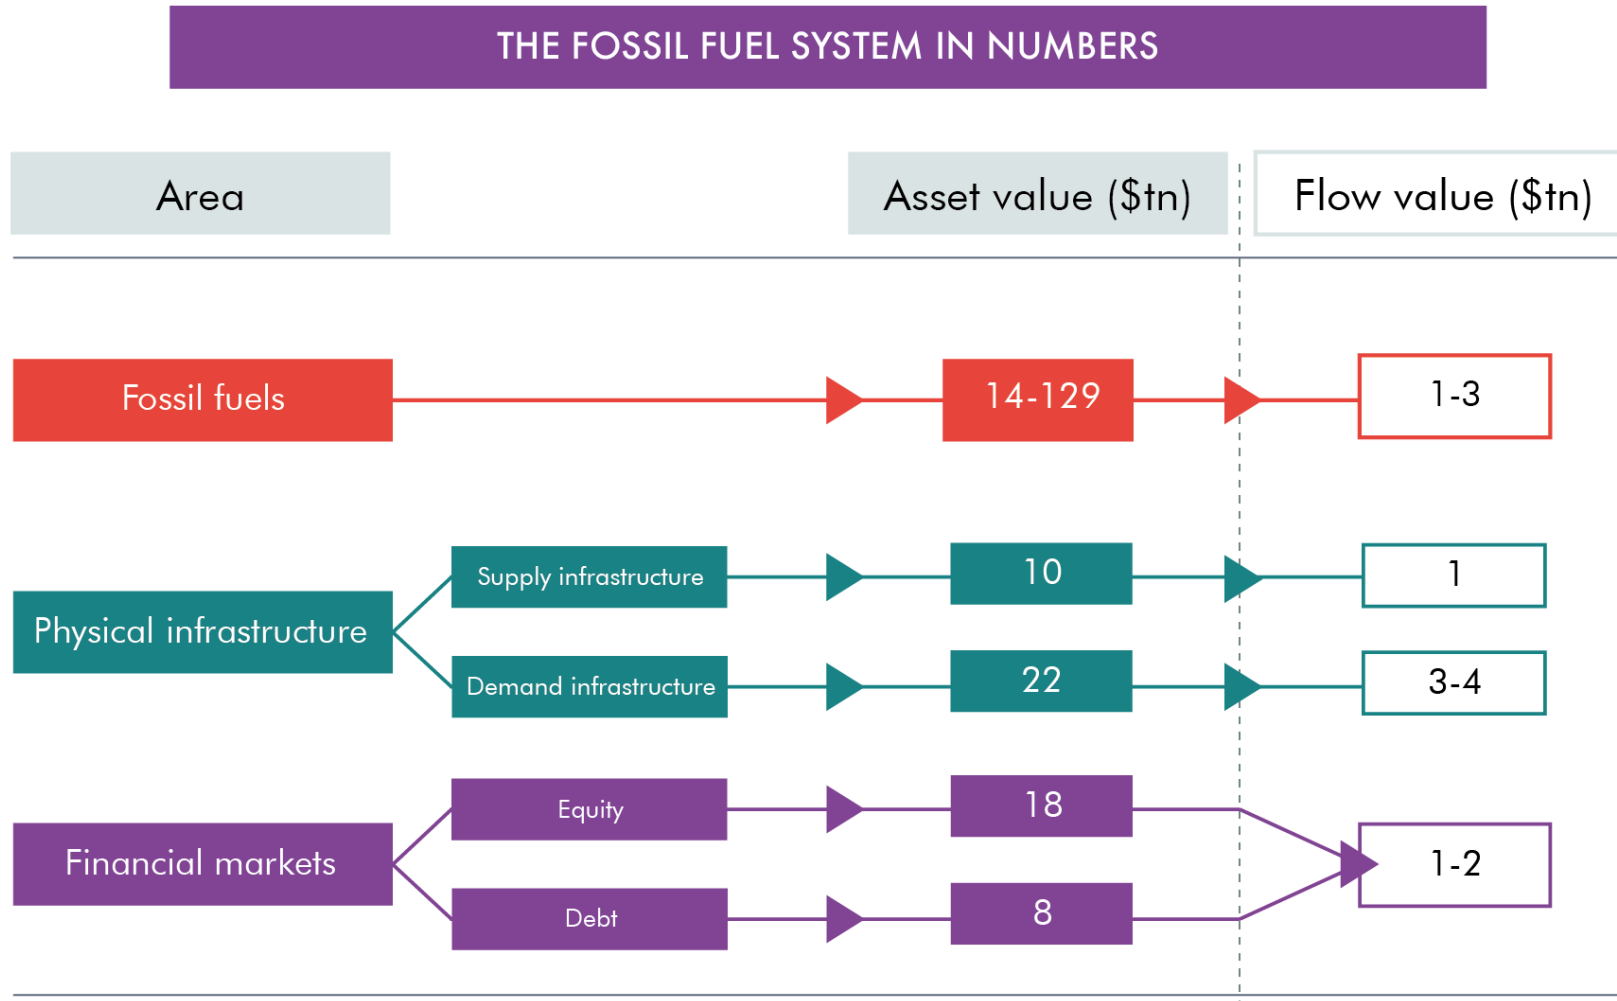 THE FOSSIL FUEL SYSTEM IN NUMBERS
Area
Asset value ($tn)
Flow value ($tn)
Fossil fuels
14-129
1-3
Physical infrastructure
Supply infrastructure
10
1
Demand infrastructure
22
3-4
Financial markets
Equity
18
Debt
8
1-2